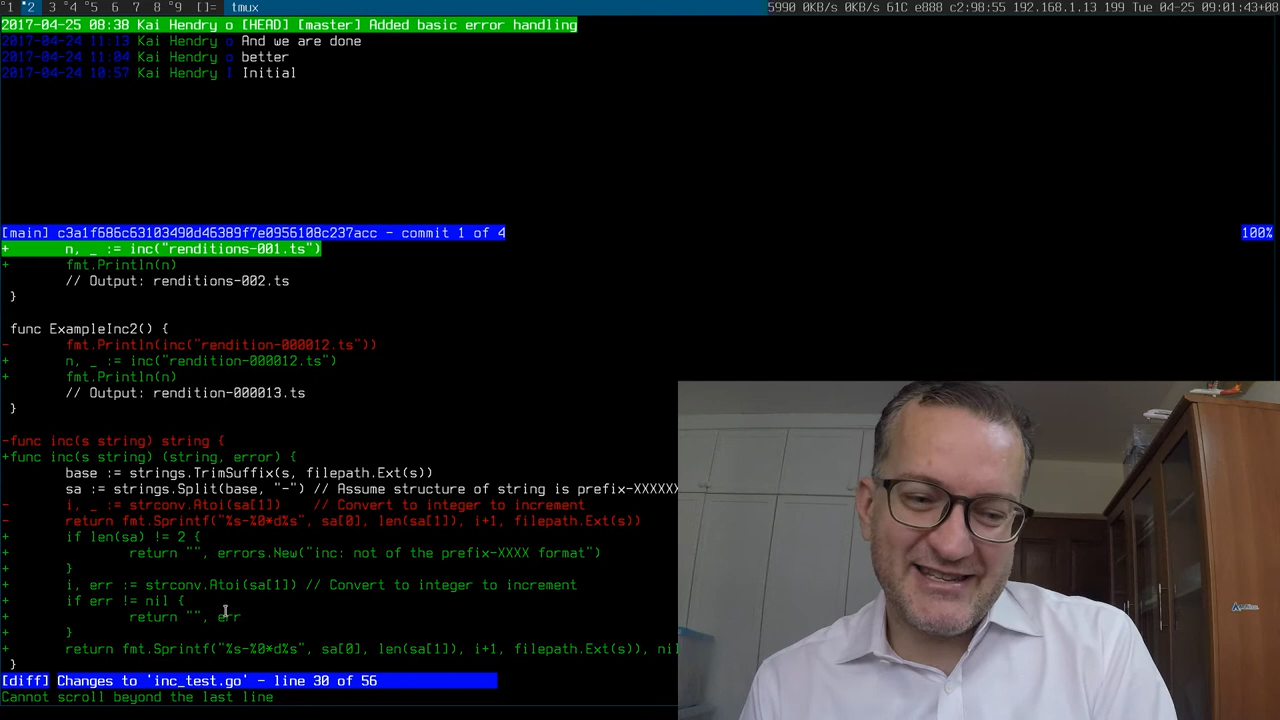 °1 °2 3 °4 °5 6 7 8 °9 []= tmux 5990 0KB/s 0KB/s 61C e888 c2:98:55 192.168.1.13 199 Tue Apr-25 09:01:43+08
2017-04-25 08:38 Kai Hendry o [HEAD] [master] Added basic error handling
2017-04-24 11:13 Kai Hendry o And we are done
2017-04-24 11:04 Kai Hendry o better
2017-04-24 10:57 Kai Hendry I Initial
[main] c3a1f686c63103490d46389f7e0956108c237acc - commit 1 of 4 100%
+ n, _ := inc("renditions-001.ts")
+ fmt.Println(n)
// Output: renditions-002.ts
}
func ExampleInc2() {
- fmt.Println(inc("rendition-000012.ts"))
+ n, _ := inc("rendition-000012.ts")
+ fmt.Println(n)
// Output: rendition-000013.ts
}
-func inc(s string) string {
+func inc(s string) (string, error) {
base := strings.TrimSuffix(s, filepath.Ext(s))
sa := strings.Split(base, "-") // Assume structure of string is prefix-XXXXXX
- i, _ := strconv.Atoi(sa[1]) // Convert to integer to increment
- return fmt.Sprintf("%s-%0*d%s", sa[0], len(sa[1]), i+1, filepath.Ext(s))
+ if len(sa) != 2 {
+ return "", errors.New("inc: not of the prefix-XXXX format")
+ }
+ i, err := strconv.Atoi(sa[1]) // Convert to integer to increment
+ if err != nil {
+ return "", err
+ }
+ return fmt.Sprintf("%s-%0*d%s", sa[0], len(sa[1]), i+1, filepath.Ext(s)), nil
}
[diff] Changes to 'inc_test.go' - line 30 of 56
Cannot scroll beyond the last line